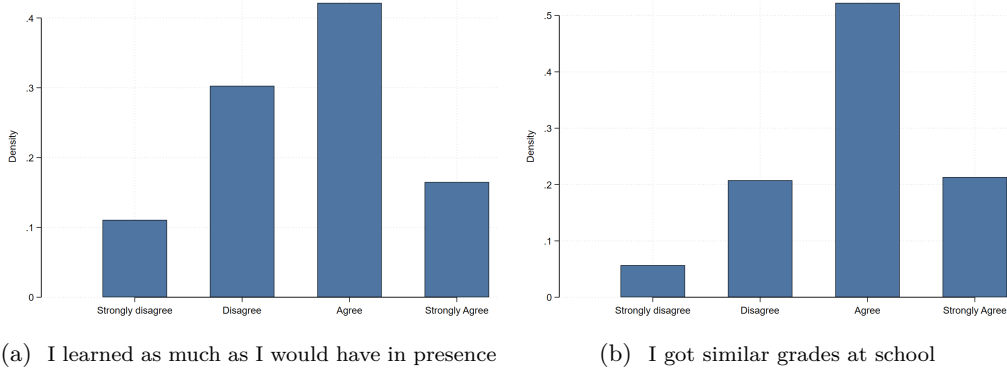 .4
.3
.2
.1
0
Density
Strongly disagree Disagree Agree Strongly Agree
(a) I learned as much as I would have in presence
.5
.4
.3
.2
.1
0
Density
Strongly disagree Disagree Agree Strongly Agree
(b) I got similar grades at school